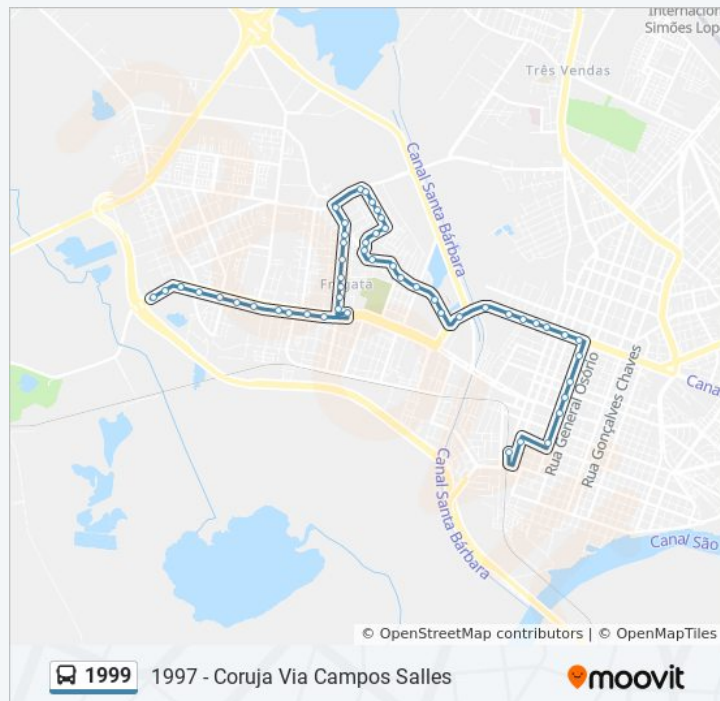 Internacion
Simões Lop
Três Vendas
Canal Santa Bárbara
Fragata
Rua General Osório
Rua Gonçalves Chaves
Cana
Canal Santa Bárbara
Canal São
© OpenStreetMap contributors | © OpenMapTiles
1999 1997 - Coruja Via Campos Salles
moovit